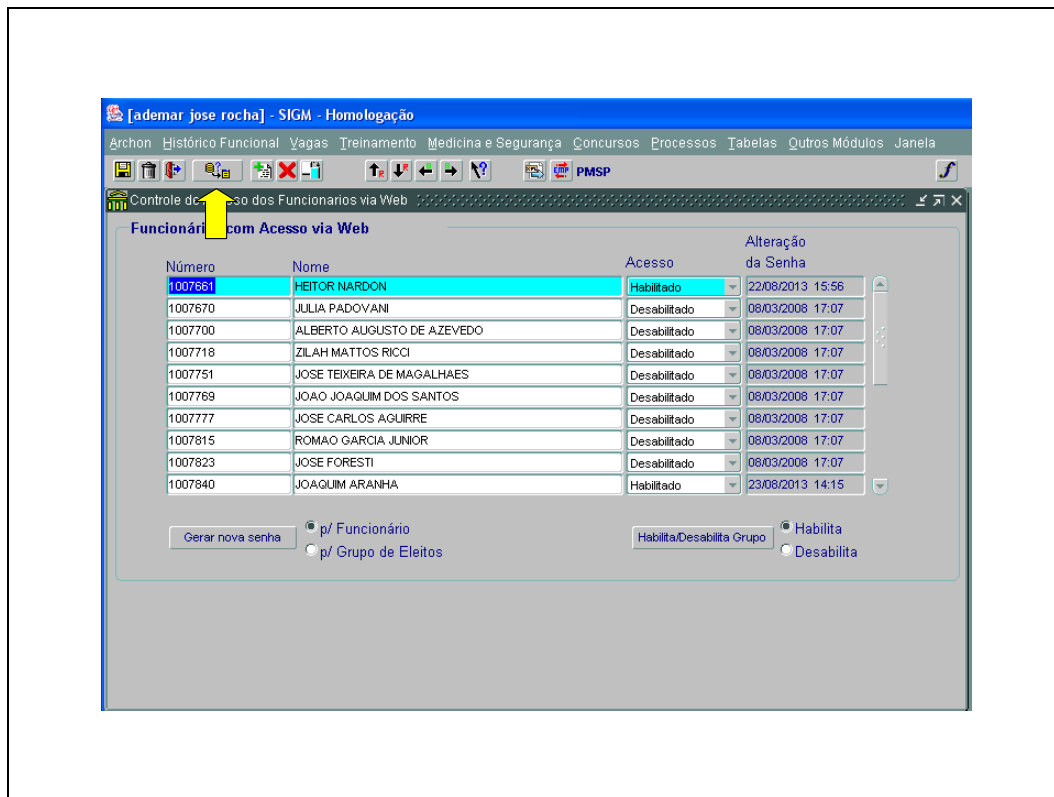 [ademar jose rocha] - SIGM - Homologação
Archon Histórico Funcional Vagas Treinamento Medicina e Segurança Concursos Processos Tabelas Outros Módulos Janela
PMSP
Controle de so dos Funcionarios via Web
Funcionári com Acesso via Web
Número Nome Acesso Alteração da Senha
1007661 HEITOR NARDON Habilitado 22/08/2013 15:56
1007670 JULIA PADOVANI Desabilitado 08/03/2008 17:07
1007700 ALBERTO AUGUSTO DE AZEVEDO Desabilitado 08/03/2008 17:07
1007718 ZILAH MATTOS RICCI Desabilitado 08/03/2008 17:07
1007751 JOSE TEIXEIRA DE MAGALHAES Desabilitado 08/03/2008 17:07
1007769 JOAO JOAQUIM DOS SANTOS Desabilitado 08/03/2008 17:07
1007777 JOSE CARLOS AGUIRRE Desabilitado 08/03/2008 17:07
1007815 ROMAO GARCIA JUNIOR Desabilitado 08/03/2008 17:07
1007823 JOSE FORESTI Desabilitado 08/03/2008 17:07
1007840 JOAQUIM ARANHA Habilitado 23/08/2013 14:15
Gerar nova senha p/ Funcionário Habilita/Desabilita Grupo Habilita
p/ Grupo de Eleitos Desabilita